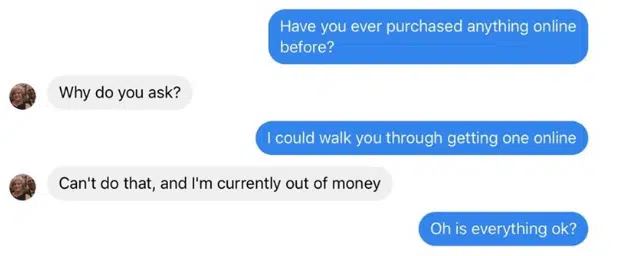 Have you ever purchased anything online
before?
Why do you ask?
I could walk you through getting one online
Can't do that, and I'm currently out of money
Oh is everything ok?